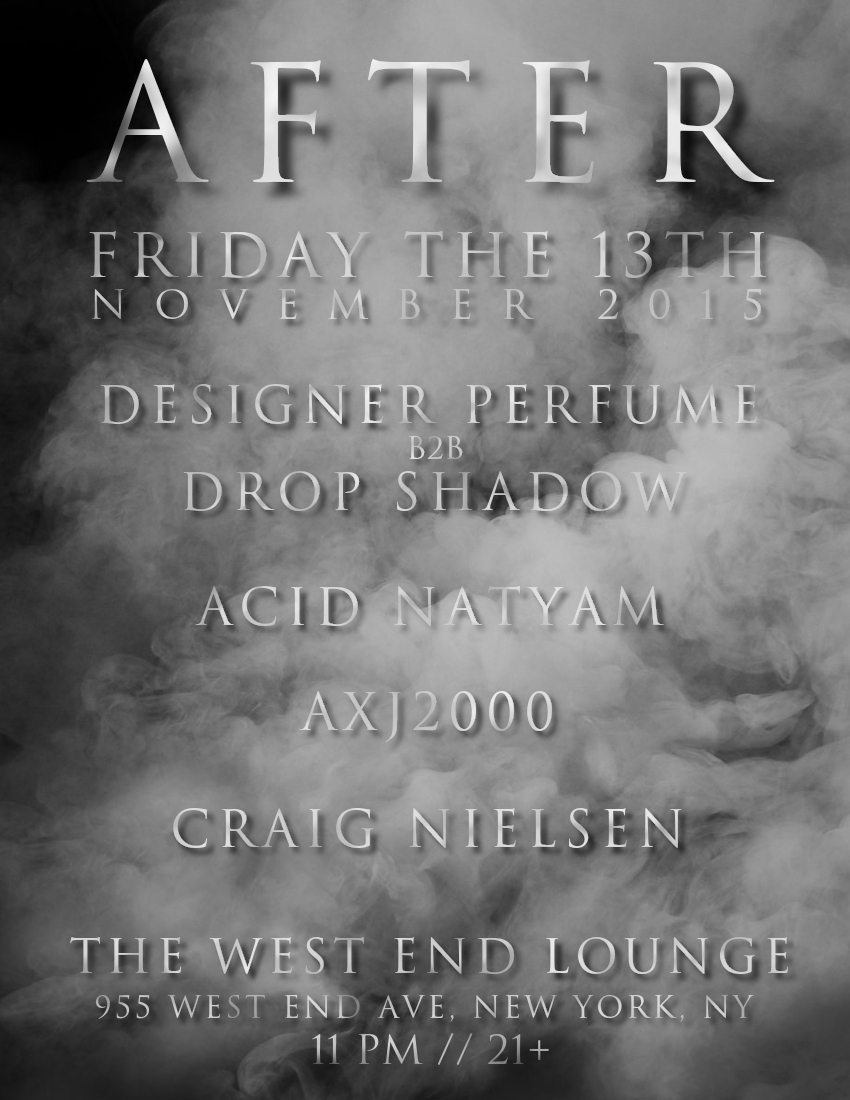 AFTER
FRIDAY THE 13TH
NOVEMBER 2015
DESIGNER PERFUME
B2B
DROP SHADOW
ACID NATYAM
AXJ2000
CRAIG NIELSEN
THE WEST END LOUNGE
955 WEST END AVE, NEW YORK, NY
11 PM // 21+